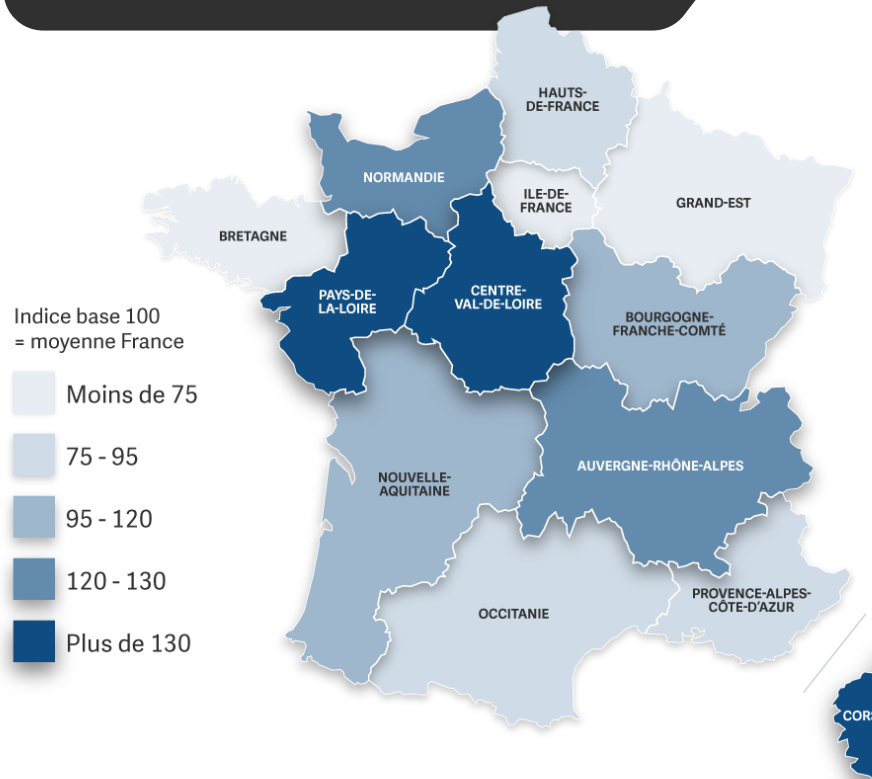 HAUTS-
DE-FRANCE
NORMANDIE
ILE-DE-
FRANCE
GRAND-EST
BRETAGNE
PAYS-DE-
LA-LOIRE
CENTRE-
VAL-DE-LOIRE
BOURGOGNE-
FRANCHE-COMTÉ
Indice base 100
= moyenne France
Moins de 75
75 - 95
95 - 120
120 - 130
Plus de 130
NOUVELLE-
AQUITAINE
AUVERGNE-RHÔNE-ALPES
OCCITANIE
PROVENCE-ALPES-
CÔTE-D'AZUR